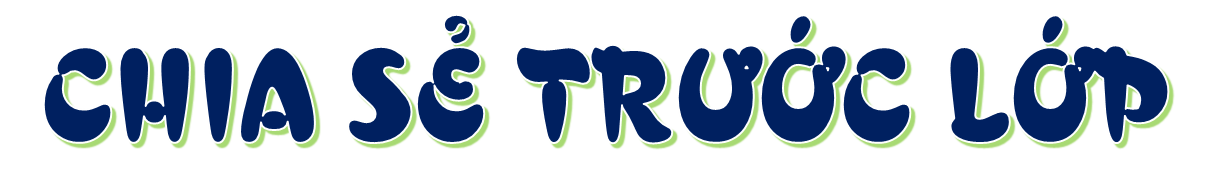 CHIA SẺ TRƯỚC LỚP